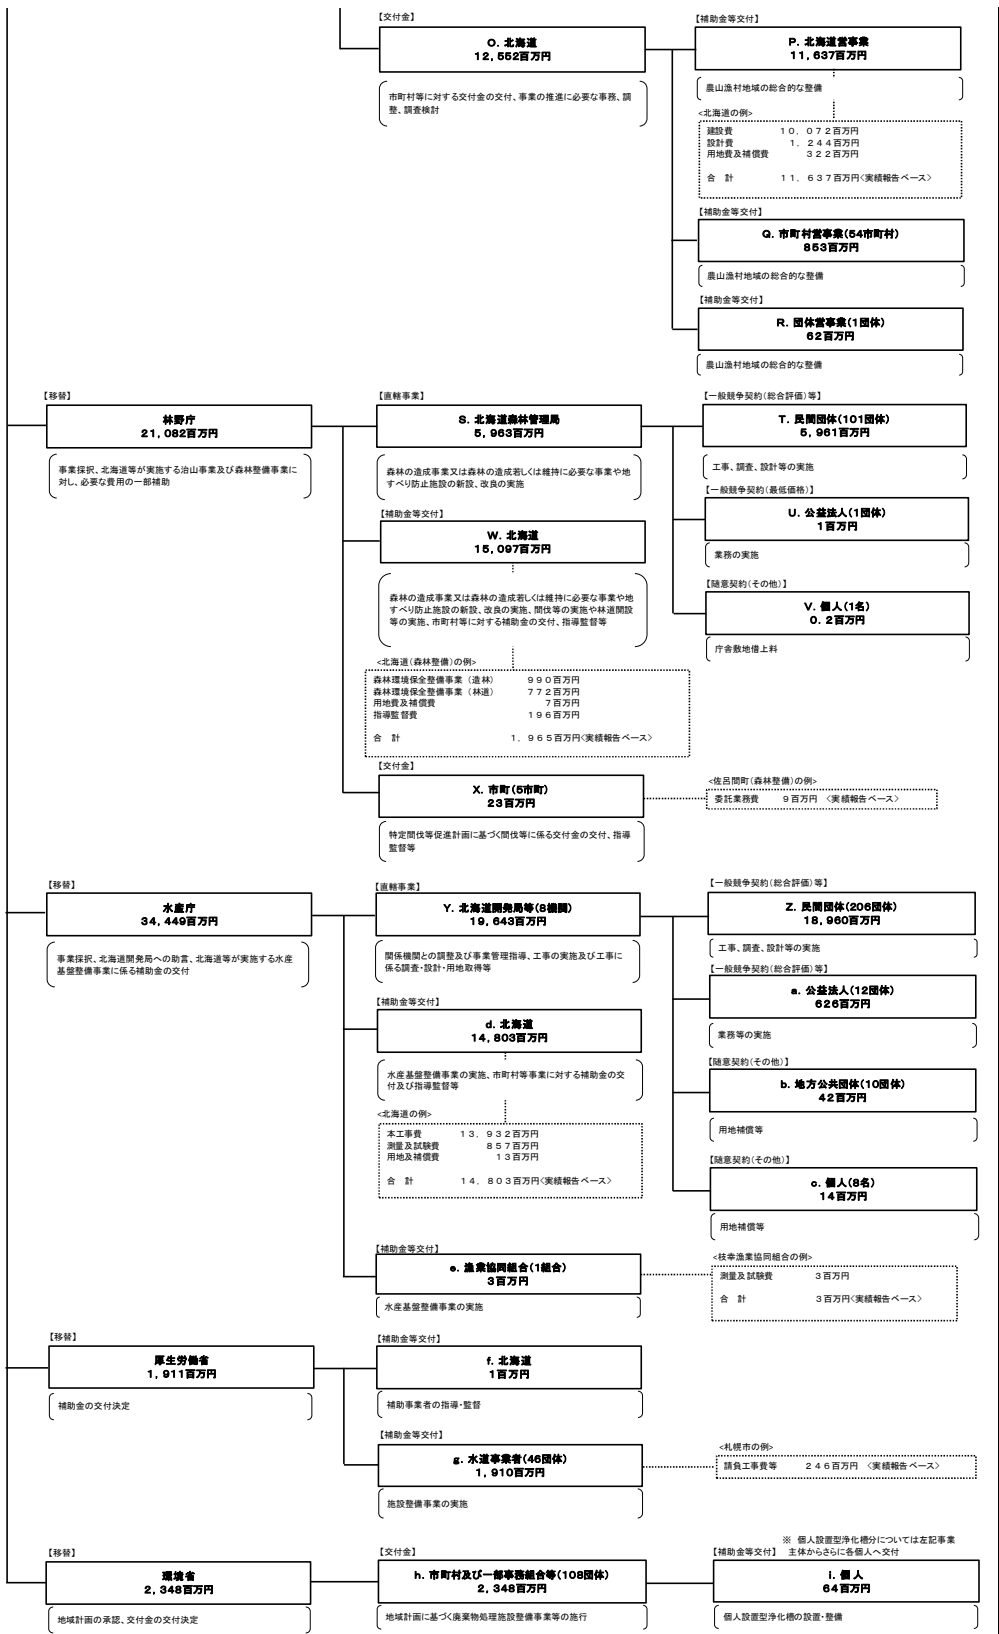 【交付金】
O．北海道
12，552百万円
市町村等に対する交付金の交付、事業の推進に必要な事務、調
整、調査検討
【補助金等交付】
P．北海道営事業
11，637百万円
農山漁村地域の総合的な整備
<北海道の例>
建設費 10，072百万円
設計費 1，244百万円
用地費及補償費 322百万円
合 計 11，637百万円<実績報告ベース>
【補助金等交付】
Q．市町村営事業(54市町村)
853百万円
農山漁村地域の総合的な整備
【補助金等交付】
R．団体営事業(1団体)
62百万円
農山漁村地域の総合的な整備
【移替】
林野庁
21，082百万円
事業採択、北海道等が実施する治山事業及び森林整備事業に
対し、必要な費用の一部補助
【直轄事業】
S．北海道森林管理局
5，963百万円
森林の造成事業又は森林の造成若しくは維持に必要な事業や地
すべり防止施設の新設、改良の実施
【一般競争契約(総合評価)等】
T．民間団体(101団体)
5，961百万円
工事、調査、設計等の実施
【一般競争契約(最低価格)】
U．公益法人(1団体)
1百万円
業務の実施
【随意契約(その他)】
V．個人(1名)
0．2百万円
庁舎敷地借上料
【補助金等交付】
W．北海道
15，097百万円
森林の造成事業又は森林の造成若しくは維持に必要な事業や地
すべり防止施設の新設、改良の実施、間伐等の実施や林道開設
等の実施、市町村等に対する補助金の交付、指導監督等
<北海道(森林整備)の例>
森林環境保全整備事業（造林） 990百万円
森林環境保全整備事業（林道） 772百万円
用地費及補償費 7百万円
指導監督費 196百万円
合 計 1，965百万円<実績報告ベース>
【交付金】
X．市町(5市町)
23百万円
特定間伐等促進計画に基づく間伐等に係る交付金の交付、指導
監督等
<佐呂間町(森林整備)の例>
委託業務費 9百万円 <実績報告ベース>
【移替】
水産庁
34，449百万円
事業採択、北海道開発局への助言、北海道等が実施する水産
基盤整備事業に係る補助金の交付
【直轄事業】
Y．北海道開発局等(8機関)
19，643百万円
関係機関との調整及び事業管理指導、工事の実施及び工事に
係る調査・設計・用地取得等
【一般競争契約(総合評価)等】
Z．民間団体(206団体)
18，960百万円
工事、調査、設計等の実施
【一般競争契約(総合評価)等】
a．公益法人(12団体)
626百万円
業務等の実施
【随意契約(その他)】
b．地方公共団体(10団体)
42百万円
用地補償等
【随意契約(その他)】
c．個人(8名)
14百万円
用地補償等
【補助金等交付】
d．北海道
14，803百万円
水産基盤整備事業の実施、市町村等事業に対する補助金の交
付及び指導監督等
<北海道の例>
本工事費 13，932百万円
測量及試験費 857百万円
用地及補償費 13百万円
合 計 14，803百万円<実績報告ベース>
【補助金等交付】
e．漁業協同組合(1組合)
3百万円
水産基盤整備事業の実施
<枝幸漁業協同組合の例>
測量及試験費 3百万円
合 計 3百万円<実績報告ベース>
【移替】
厚生労働省
1，911百万円
補助金の交付決定
【補助金等交付】
f．北海道
1百万円
補助事業者の指導・監督
【補助金等交付】
g．水道事業者(46団体)
1，910百万円
施設整備事業の実施
<札幌市の例>
請負工事費等 246百万円 <実績報告ベース>
【移替】
環境省
2，348百万円
地域計画の承認、交付金の交付決定
【交付金】
h．市町村及び一部事務組合等(108団体)
2，348百万円
地域計画に基づく廃棄物処理施設整備事業等の施行
※ 個人設置型浄化槽分については左記事業
【補助金等交付】 主体からさらに各個人へ交付
i．個人
64百万円
個人設置型浄化槽の設置・整備